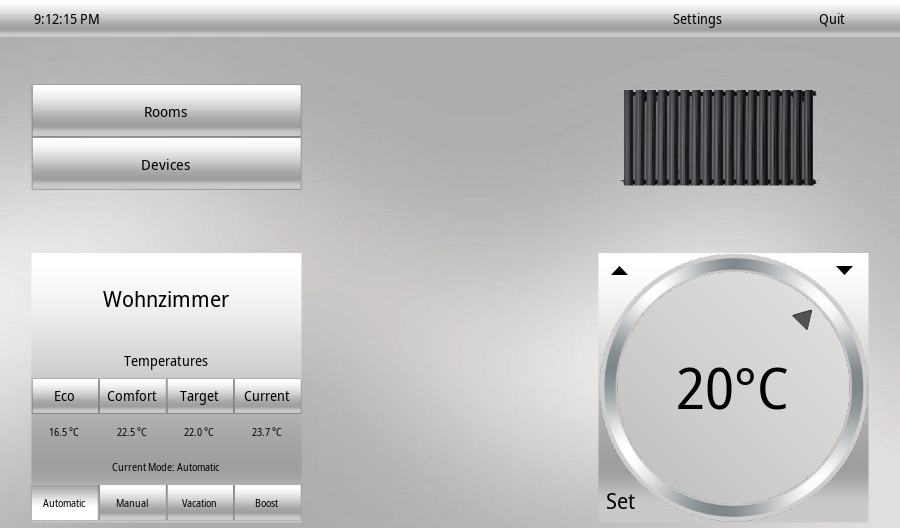 9:12:15 PM
Settings
Quit
Rooms
Devices
Wohnzimmer
Temperatures
Eco Comfort Target Current
16.5 °C 22.5 °C 22.0 °C 23.7 °C
Current Mode: Automatic
Automatic Manual Vacation Boost
20°C
Set